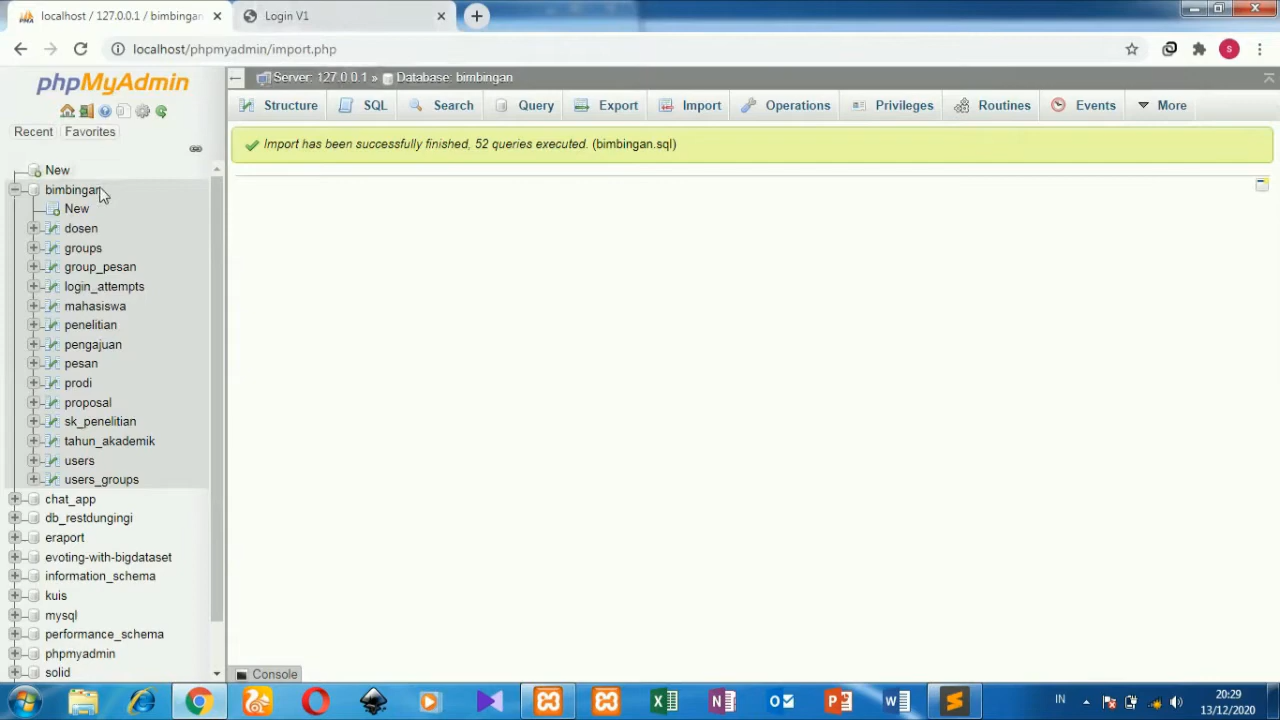 localhost / 127.0.0.1 / bimbingan
Login V1
localhost/phpmyadmin/import.php
S
phpMyAdmin
Recent
Favorites
New
bimbingan
New
dosen
groups
group_pesan
login_attempts
mahasiswa
penelitian
pengajuan
pesan
prodi
proposal
sk_penelitian
tahun_akademik
users
users_groups
chat_app
db_restdungingi
eraport
evoting-with-bigdataset
information_schema
kuis
mysql
performance_schema
phpmyadmin
solid
Server: 127.0.0.1 » Database: bimbingan
Structure SQL Search Query Export Import Operations Privileges Routines Events More
Import has been successfully finished, 52 queries executed. (bimbingan.sql)
Console
IN
20:29
13/12/2020